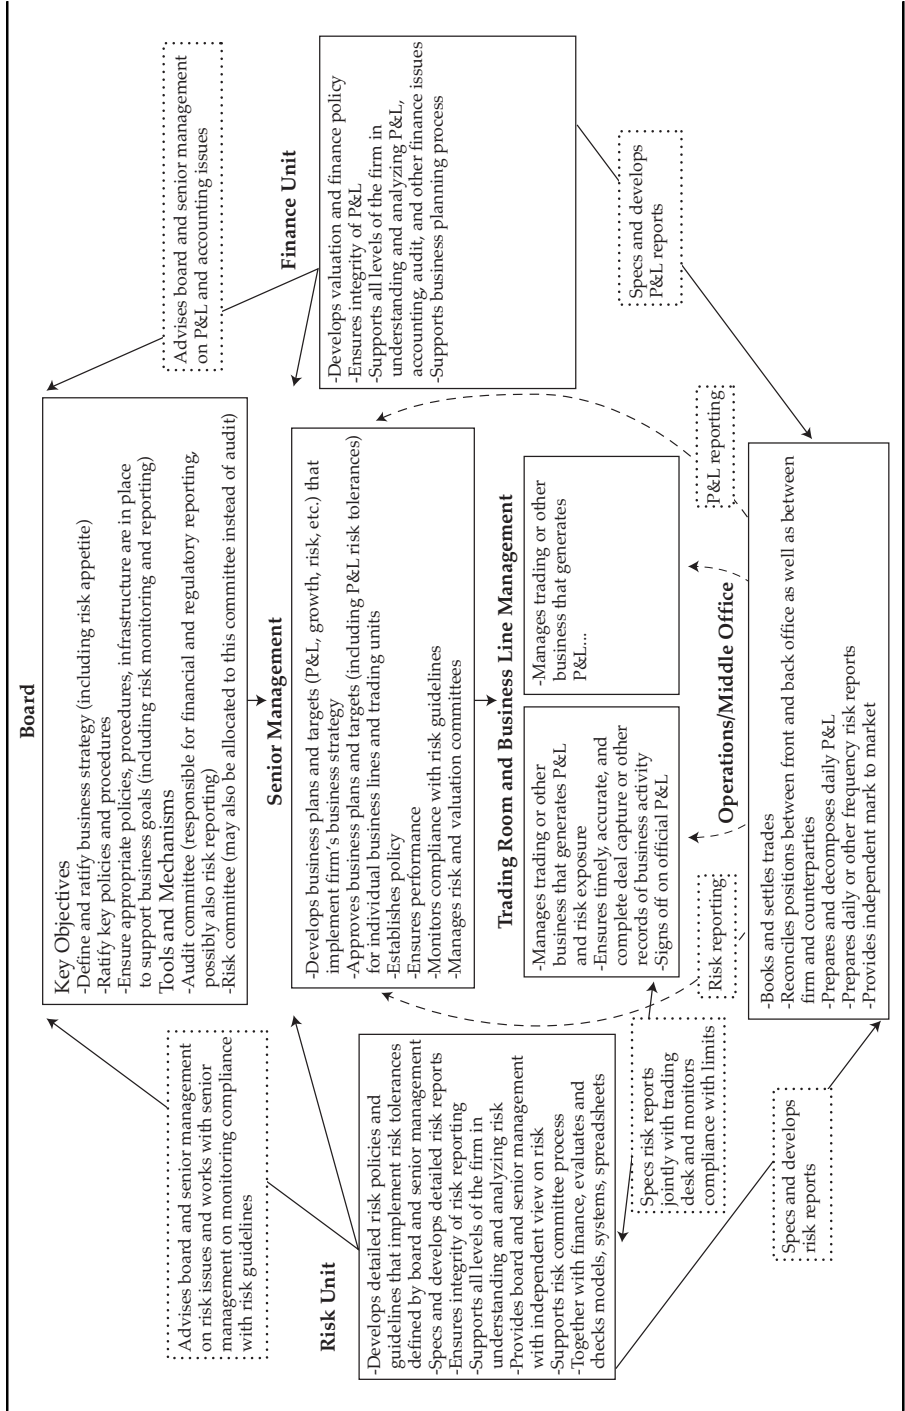 Board
Key Objectives
-Define and ratify business strategy (including risk appetite)
-Ratify key policies and procedures
-Ensure appropriate policies, procedures, infrastructure are in place
to support business goals (including risk monitoring and reporting)
Tools and Mechanisms
-Audit committee (responsible for financial and regulatory reporting,
possibly also risk reporting)
-Risk committee (may also be allocated to this committee instead of audit)
Advises board and senior management
on risk issues and works with senior
management on monitoring compliance
with risk guidelines
Advises board and senior management
on P&L and accounting issues
Senior Management
-Develops business plans and targets (P&L, growth, risk, etc.) that
implement firm's business strategy
-Approves business plans and targets (including P&L risk tolerances)
for individual business lines and trading units
-Establishes policy
-Ensures performance
-Monitors compliance with risk guidelines
-Manages risk and valuation committees
Risk Unit
-Develops detailed risk policies and
guidelines that implement risk tolerances
defined by board and senior management
-Specs and develops detailed risk reports
-Ensures integrity of risk reporting
-Supports all levels of the firm in
understanding and analyzing risk
-Provides board and senior management
with independent view on risk
-Supports risk committee process
-Together with finance, evaluates and
checks models, systems, spreadsheets
Finance Unit
-Develops valuation and finance policy
-Ensures integrity of P&L
-Supports all levels of the firm in
understanding and analyzing P&L,
accounting, audit, and other finance issues
-Supports business planning process
Trading Room and Business Line Management
-Manages trading or other
business that generates P&L
and risk exposure
-Ensures timely, accurate, and
complete deal capture or other
records of business activity
-Signs off on official P&L
-Manages trading or other
business that generates
P&L...
Specs risk reports
jointly with trading
desk and monitors
compliance with limits
Risk reporting
P&L reporting
Specs and develops
P&L reports
Specs and develops
risk reports
Operations/Middle Office
-Books and settles trades
-Reconciles positions between front and back office as well as between
firm and counterparties
-Prepares and decomposes daily P&L
-Prepares daily or other frequency risk reports
-Provides independent mark to market